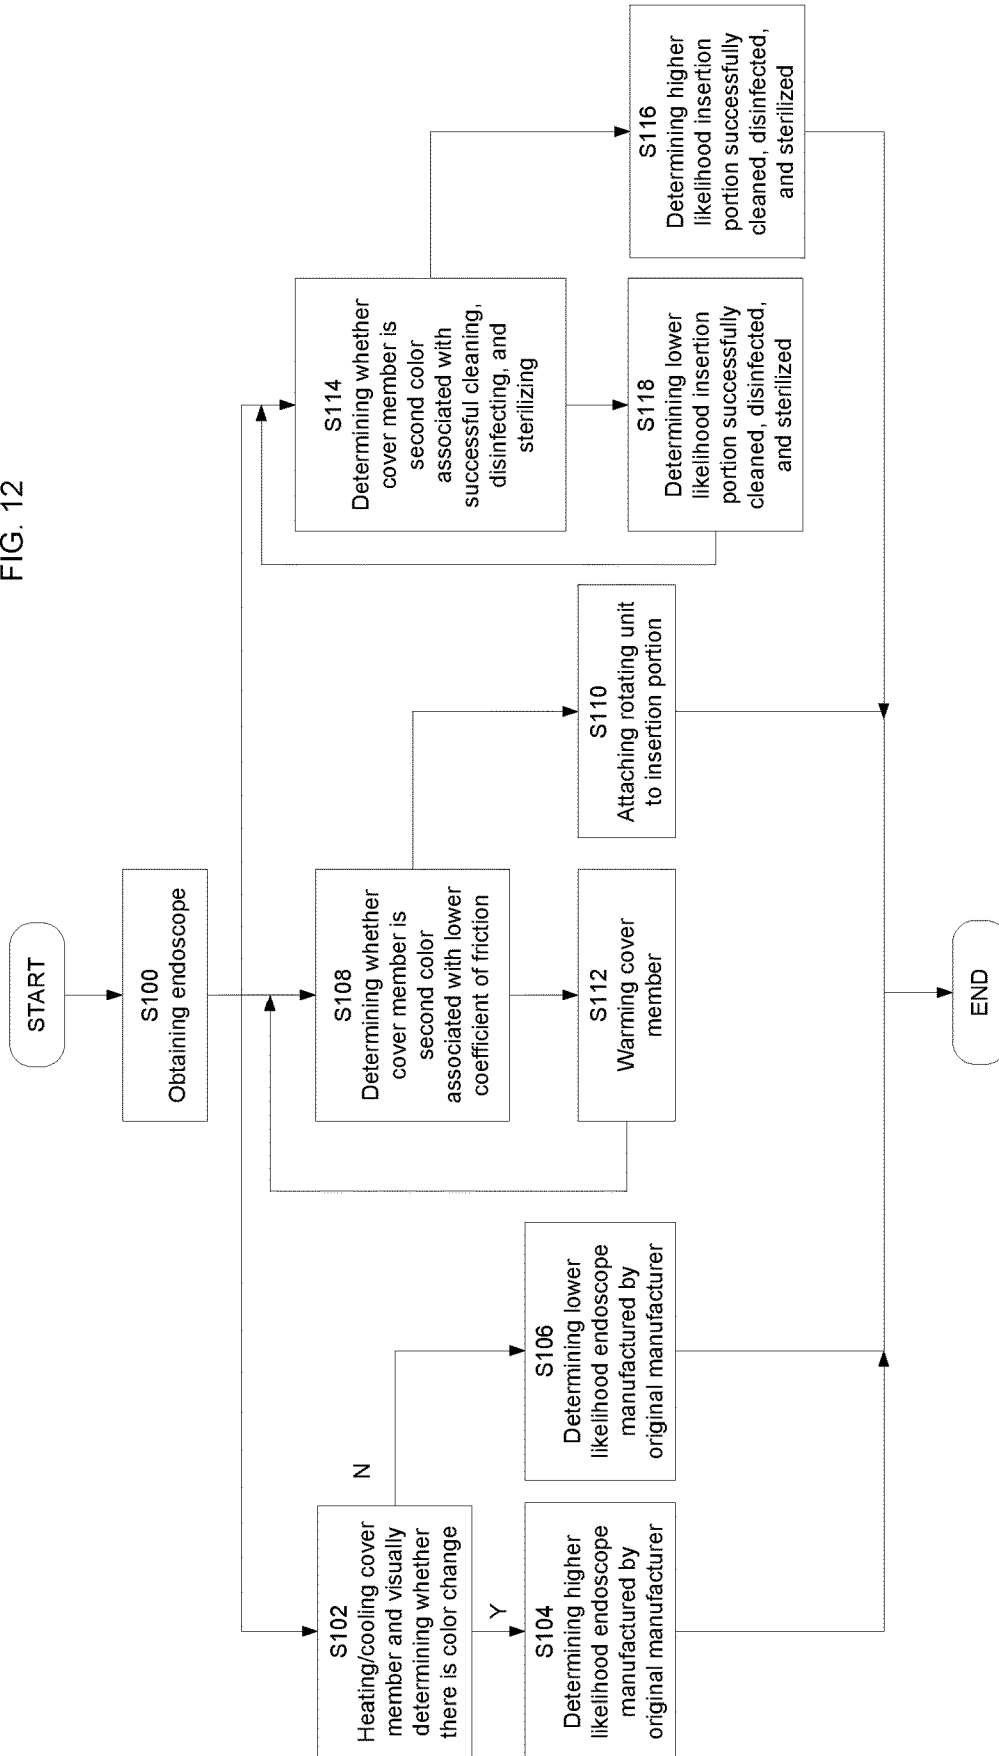 FIG. 12
START
S100
Obtaining endoscope
S102
Heating/cooling cover
member and visually
determining whether
there is color change
N
Y
S104
Determining higher
likelihood endoscope
manufactured by
original manufacturer
S106
Determining lower
likelihood endoscope
manufactured by
original manufacturer
S108
Determining whether
cover member is
second color
associated with lower
coefficient of friction
S112
Warming cover
member
S110
Attaching rotating unit
to insertion portion
S114
Determining whether
cover member is
second color
associated with
successful cleaning,
disinfecting, and
sterilizing
S118
Determining lower
likelihood insertion
portion successfully
cleaned, disinfected,
and sterilized
S116
Determining higher
likelihood insertion
portion successfully
cleaned, disinfected,
and sterilized
END